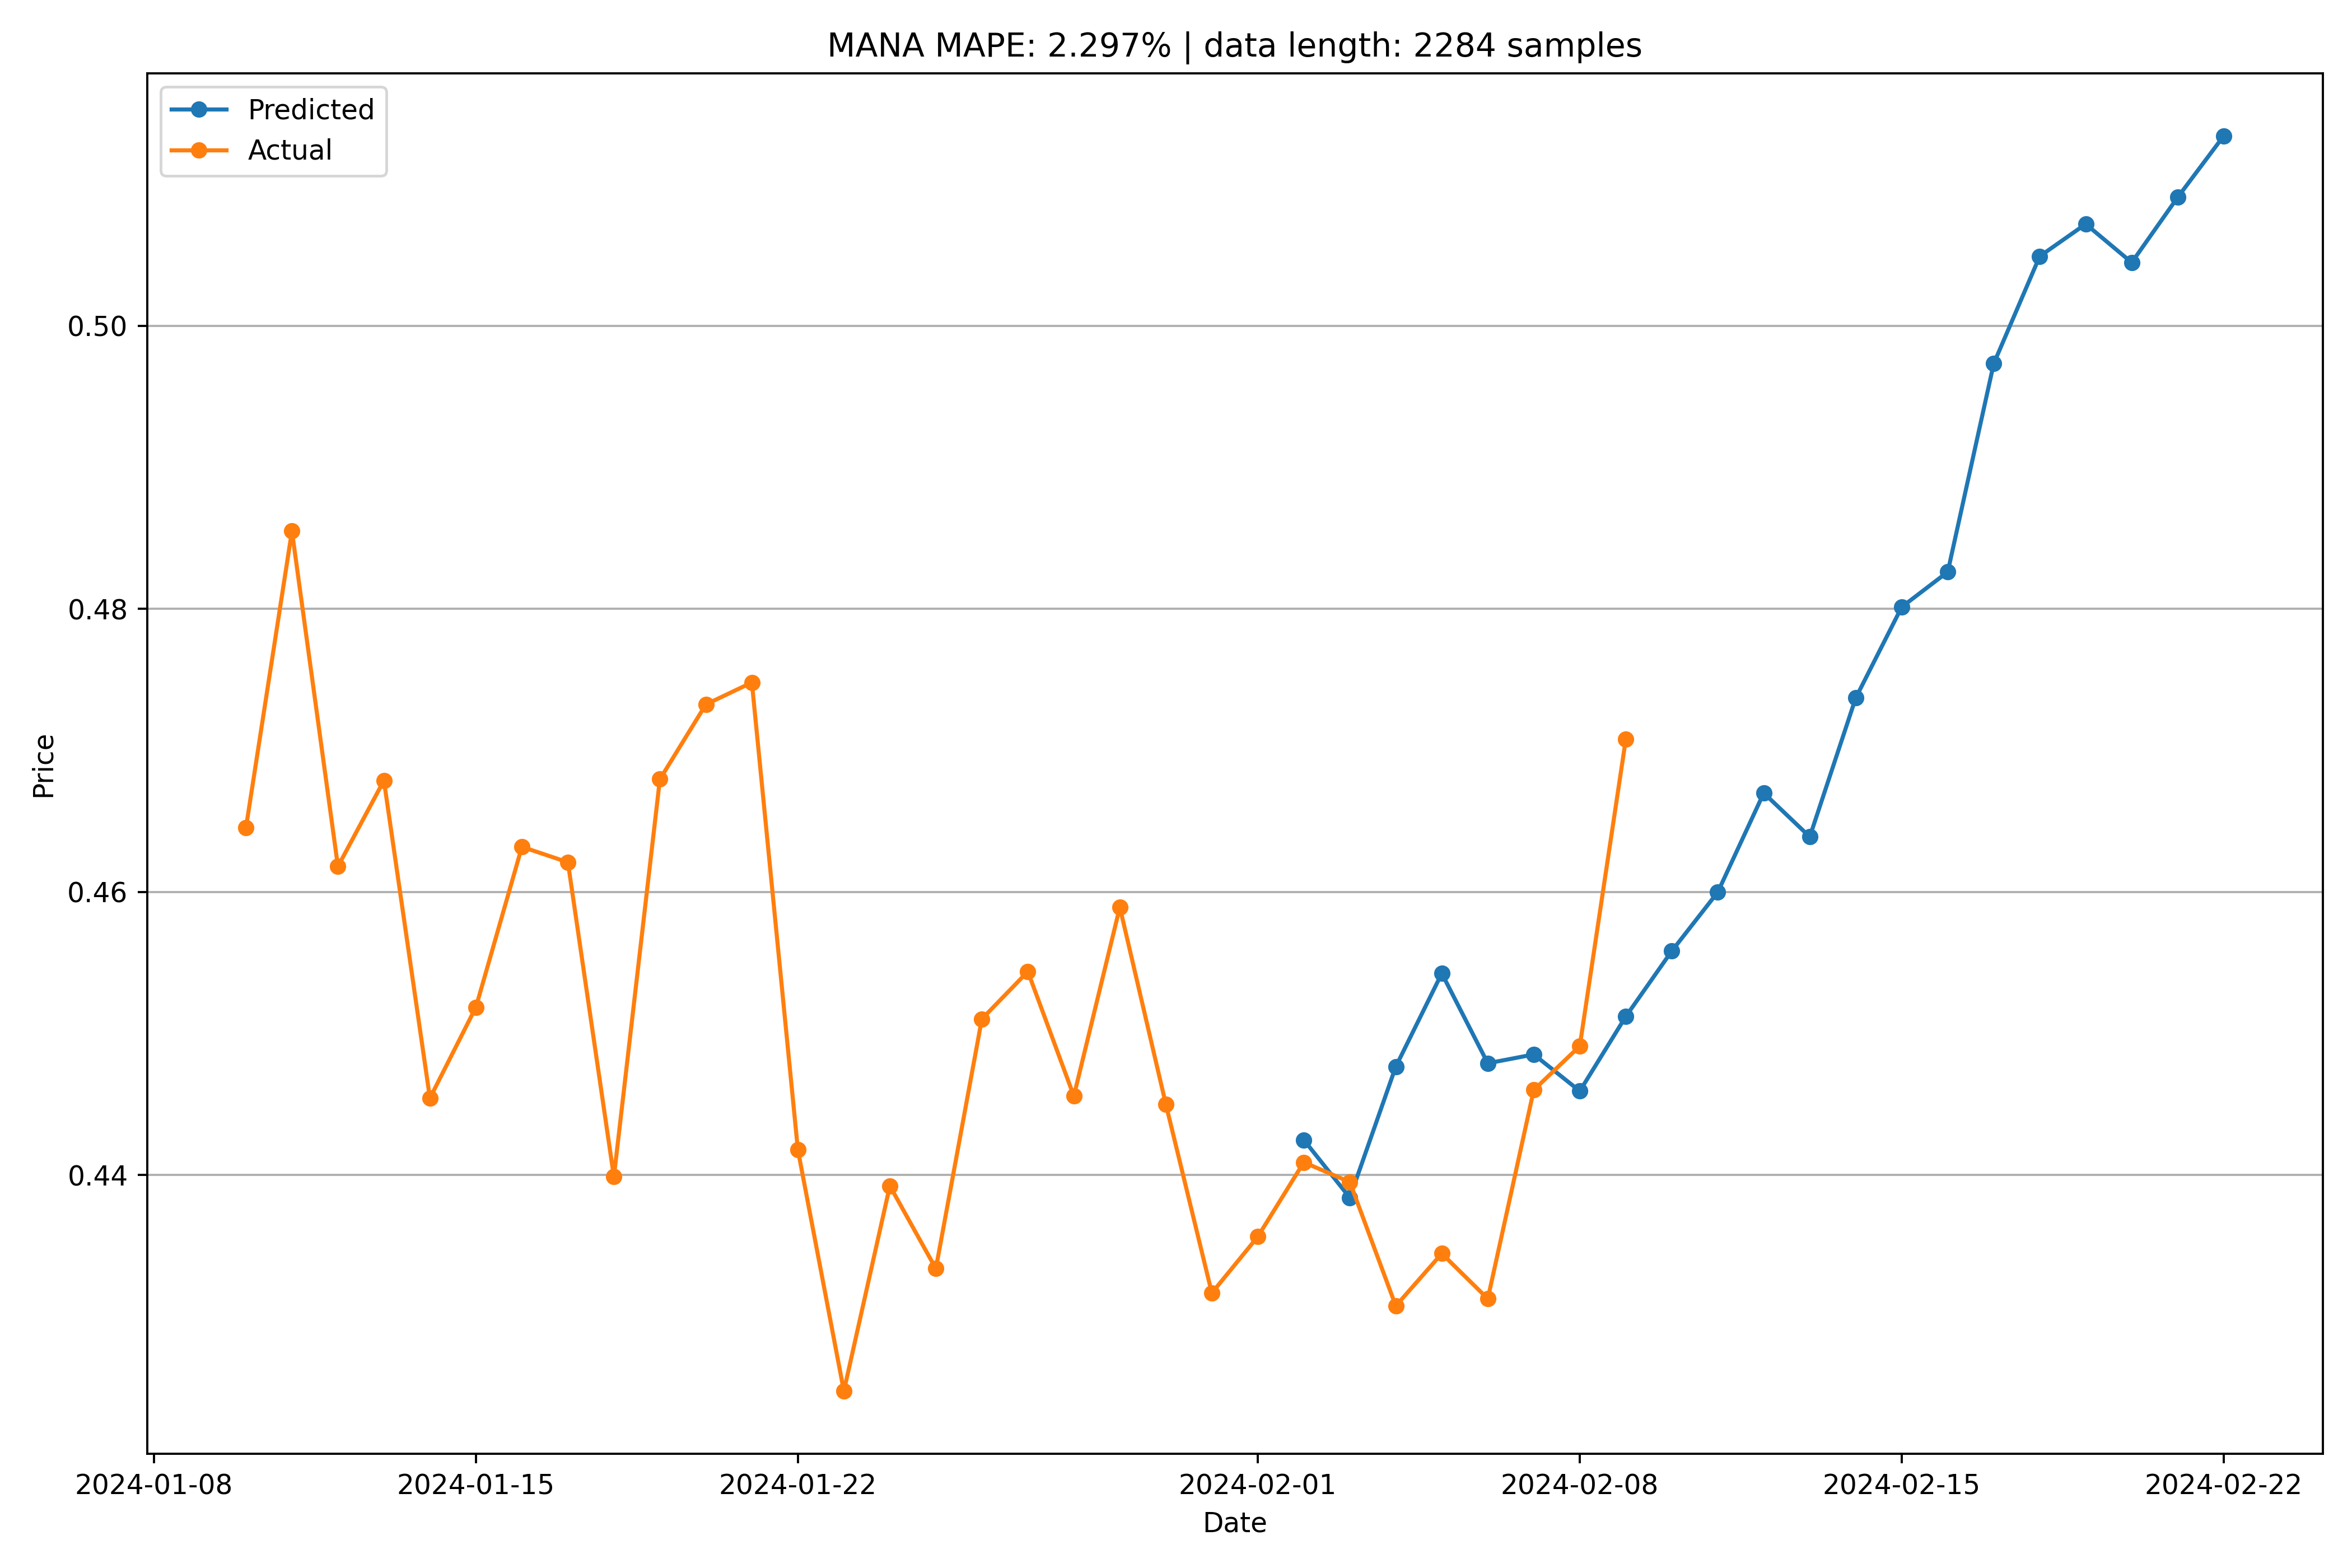 MANA MAPE: 2.297% | data length: 2284 samples
Predicted
Actual
0.50
0.48
0.46
0.44
Price
2024-01-08
2024-01-15
2024-01-22
2024-02-01
2024-02-08
2024-02-15
2024-02-22
Date